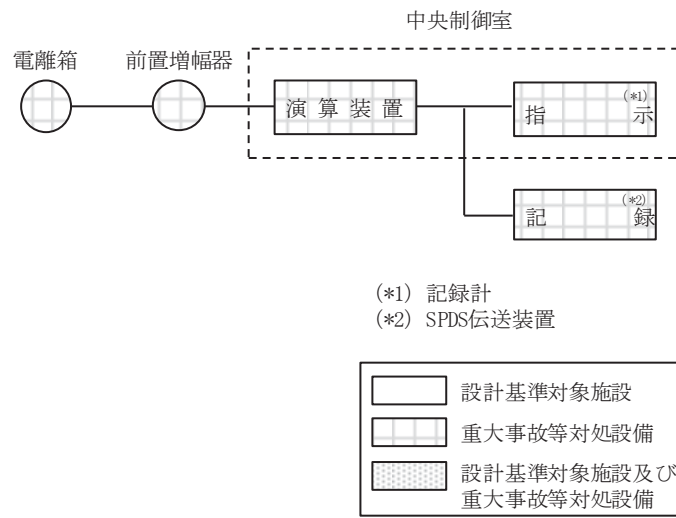 中央制御室
電離箱
前置増幅器
演算装置
(*1)
指示
(*2)
記録
(*1) 記録計
(*2) SPDS伝送装置
設計基準対象施設
重大事故等対処設備
設計基準対象施設及び
重大事故等対処設備